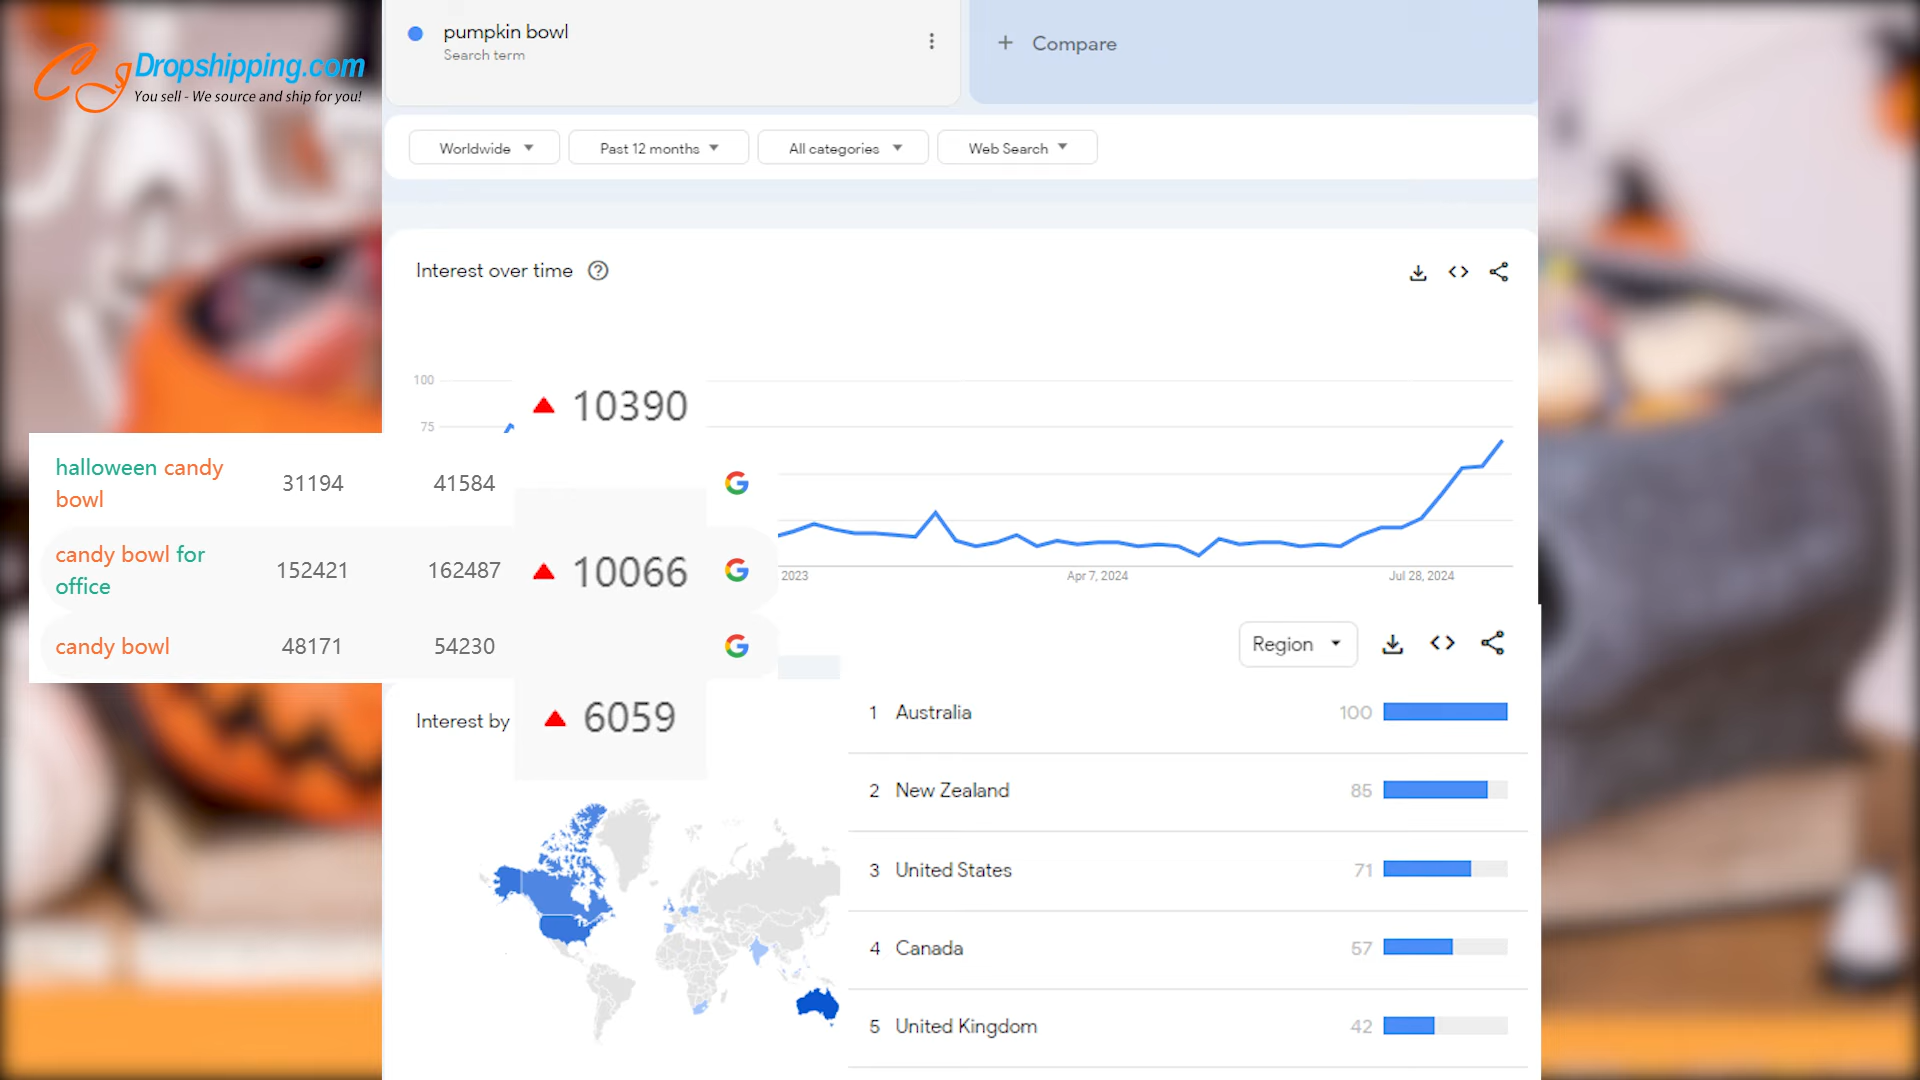 CJ Dropshipping.com
You sell - We source and ship for you!
pumpkin bowl
Search term
+ Compare
Worldwide
Past 12 months
All categories
Web Search
Interest over time
100
75
10390
halloween candy
bowl
31194
41584
candy bowl for
office
152421
162487
10066
candy bowl
48171
54230
6059
2023
Apr 7, 2024
Jul 28, 2024
Interest by
Region
1 Australia 100
2 New Zealand 85
3 United States 71
4 Canada 57
5 United Kingdom 42